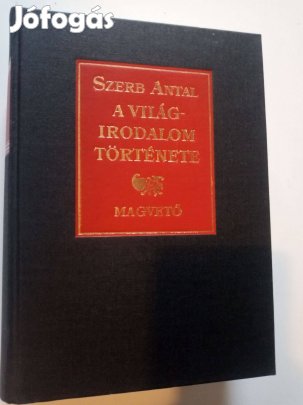 Jófogás
SZERB ANTAL
A VILÁG-
IRODALOM
TÖRTÉNETE
MAGVETŐ